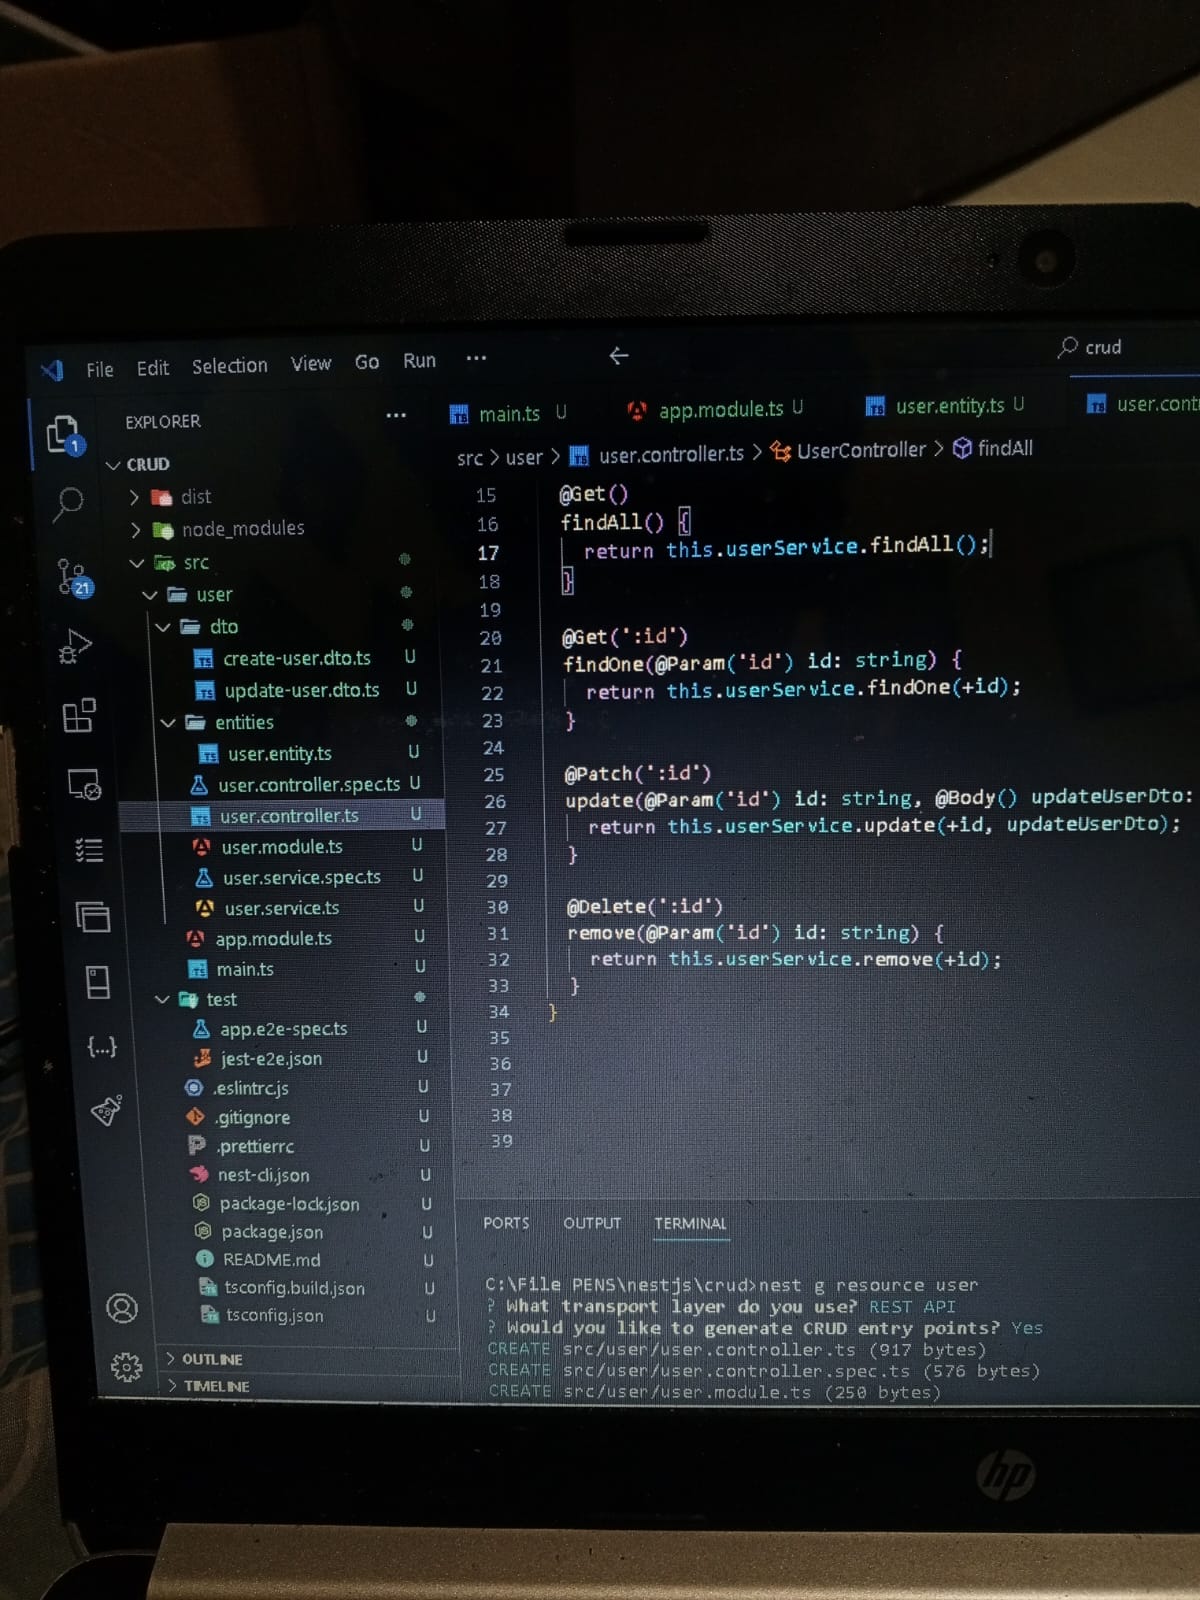 File Edit Selection View Go Run ... ← crud
EXPLORER ...
CRUD
dist
node_modules
src
user
dto
create-user.dto.ts U
update-user.dto.ts U
entities
user.entity.ts U
user.controller.spec.ts U
user.controller.ts U
user.module.ts U
user.service.spec.ts U
user.service.ts U
app.module.ts U
main.ts U
test
app.e2e-spec.ts U
jest-e2e.json U
.eslintrc.js U
.gitignore U
.prettierrc U
nest-cli.json U
package-lock.json U
package.json U
README.md U
tsconfig.build.json U
tsconfig.json U
OUTLINE
TIMELINE
1
21
main.ts U app.module.ts U user.entity.ts U user.cont
src > user > user.controller.ts > UserController > findAll
15 @Get()
16 findAll() {
17 return this.userService.findAll();
18 }
19
20 @Get(':id')
21 findOne(@Param('id') id: string) {
22 return this.userService.findOne(+id);
23 }
24
25 @Patch(':id')
26 update(@Param('id') id: string, @Body() updateUserDto:
27 return this.userService.update(+id, updateUserDto);
28 }
29
30 @Delete(':id')
31 remove(@Param('id') id: string) {
32 return this.userService.remove(+id);
33 }
34 }
35
36
37
38
39
PORTS OUTPUT TERMINAL
C:\File PENS\nestjs\crud>nest g resource user
? What transport layer do you use? REST API
? Would you like to generate CRUD entry points? Yes
CREATE src/user/user.controller.ts (917 bytes)
CREATE src/user/user.controller.spec.ts (576 bytes)
CREATE src/user/user.module.ts (250 bytes)
hp